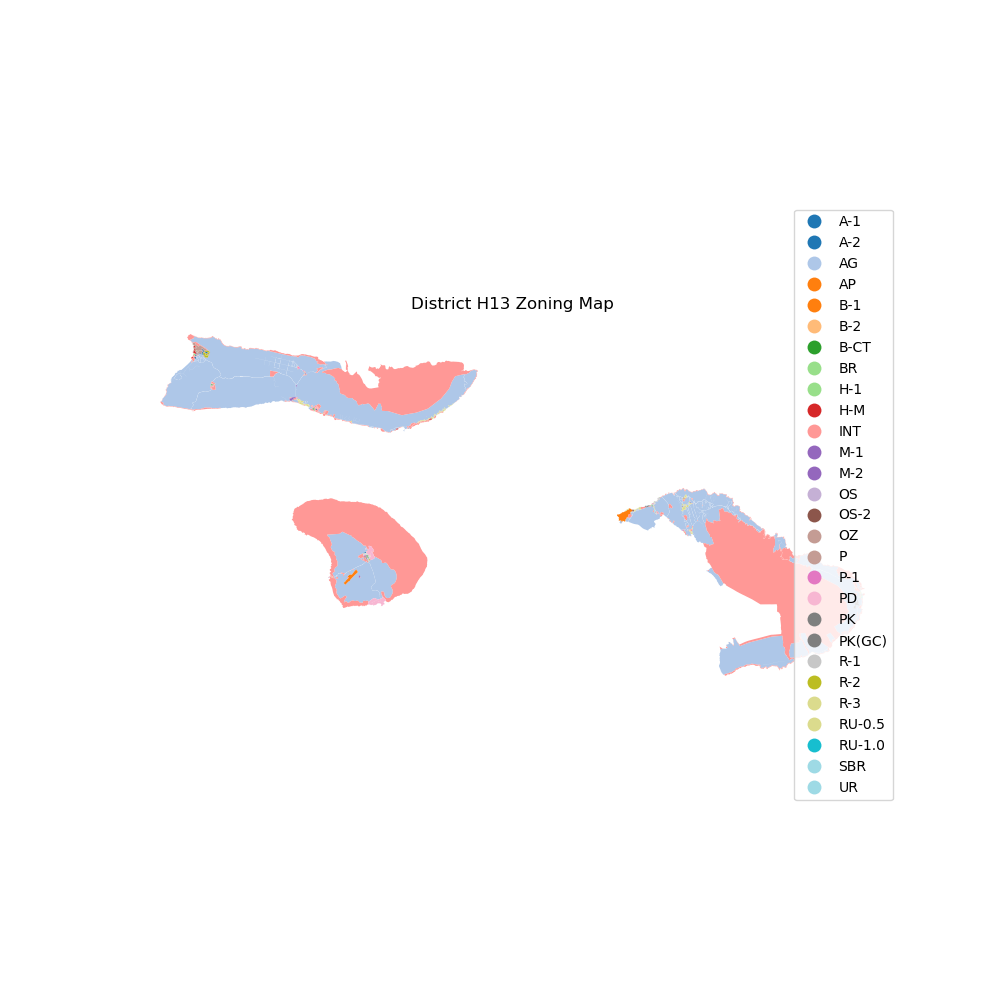 District H13 Zoning Map
A-1
A-2
AG
AP
B-1
B-2
B-CT
BR
H-1
H-M
INT
M-1
M-2
OS
OS-2
OZ
P
P-1
PD
PK
PK(GC)
R-1
R-2
R-3
RU-0.5
RU-1.0
SBR
UR